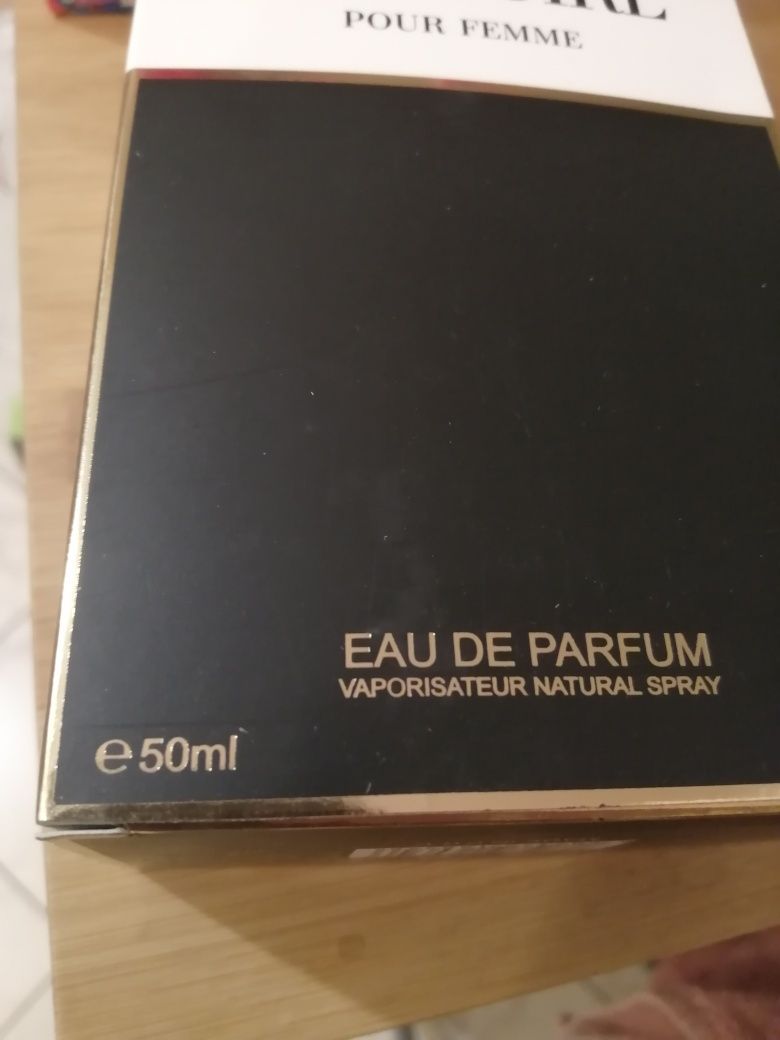 POUR FEMME
EAU DE PARFUM
VAPORISATEUR NATURAL SPRAY
℮50ml